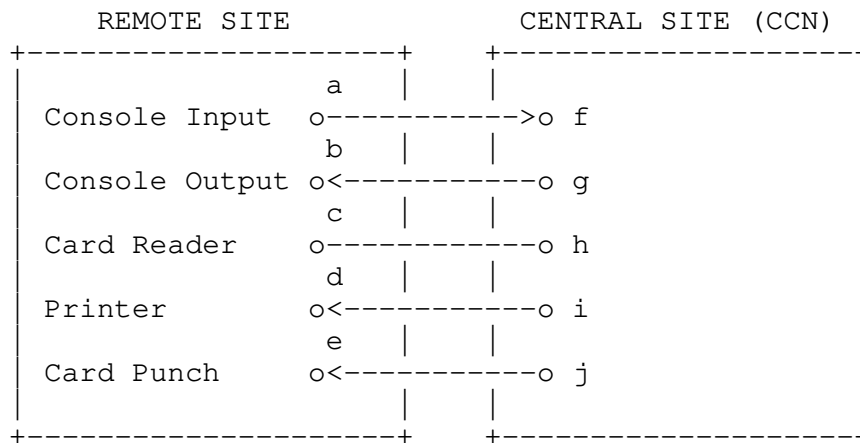 REMOTE SITE CENTRAL SITE (CCN)
a
Console Input o----------->o f
b
Console Output o<-----------o g
c
Card Reader o------------o h
d
Printer o<-----------o i
e
Card Punch o<-----------o j